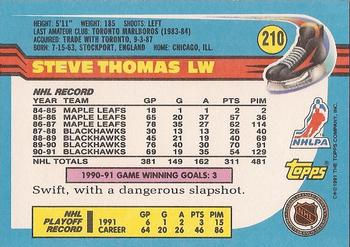 HEIGHT: 5'11" WEIGHT: 185 SHOOTS: LEFT
LAST AMATEUR CLUB: TORONTO MARLBOROS (1983-84)
ACQUIRED: TRADE WITH TORONTO, 9-3-87
BORN: 7-15-63, STOCKPORT, ENGLAND HOME: CHICAGO, ILL.
210
STEVE THOMAS LW
NHL RECORD
YEAR TEAM GP G A PTS PIM
84-85 MAPLE LEAFS 18 1 1 2 2
85-86 MAPLE LEAFS 65 20 37 57 36
86-87 MAPLE LEAFS 78 35 27 62 114
87-88 BLACKHAWKS 30 13 13 26 40
88-89 BLACKHAWKS 45 21 19 40 69
89-90 BLACKHAWKS 76 40 30 70 91
90-91 BLACKHAWKS 69 19 35 54 129
NHL TOTALS 381 149 162 311 481
NHLPA
1990-91 GAME WINNING GOALS: 3
TOPPS
Swift, with a dangerous slapshot.
©1991 THE TOPPS COMPANY, INC.
NHL PLAYOFF RECORD
GP G A PTS PIM
1991 6 1 2 3 15
CAREER 64 20 26 46 86
NHL